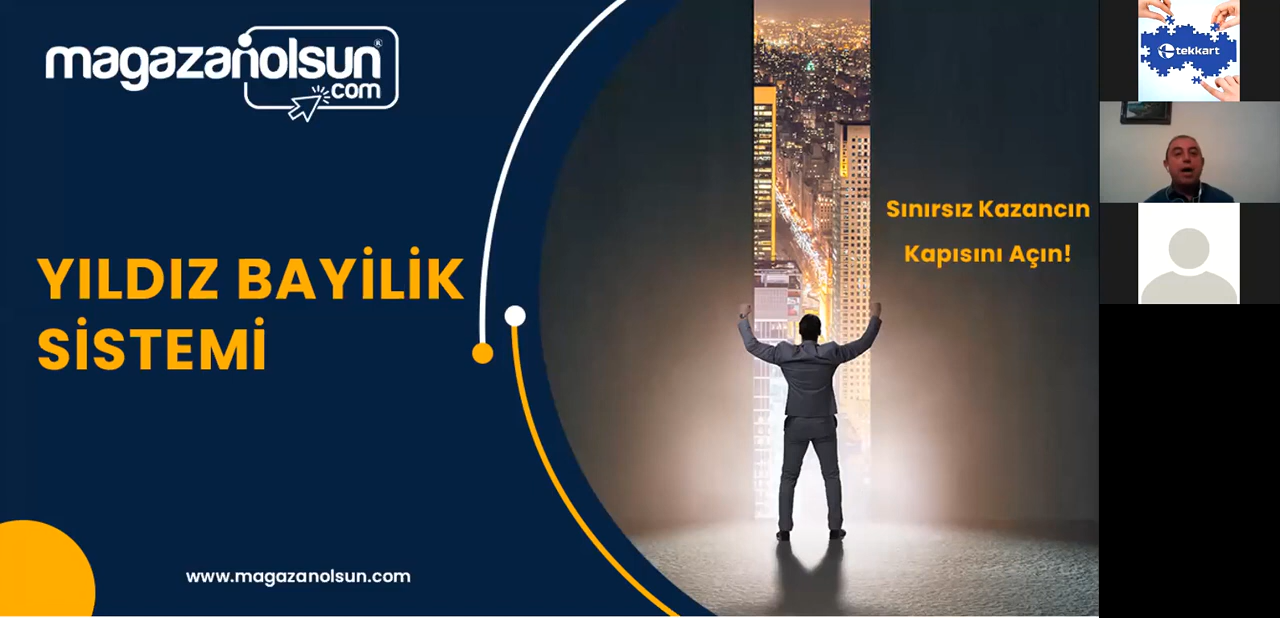 magazanolsun®
.com
YILDIZ BAYİLİK
SİSTEMİ
www.magazanolsun.com
Sınırsız Kazancın
Kapısını Açın!
tekkart